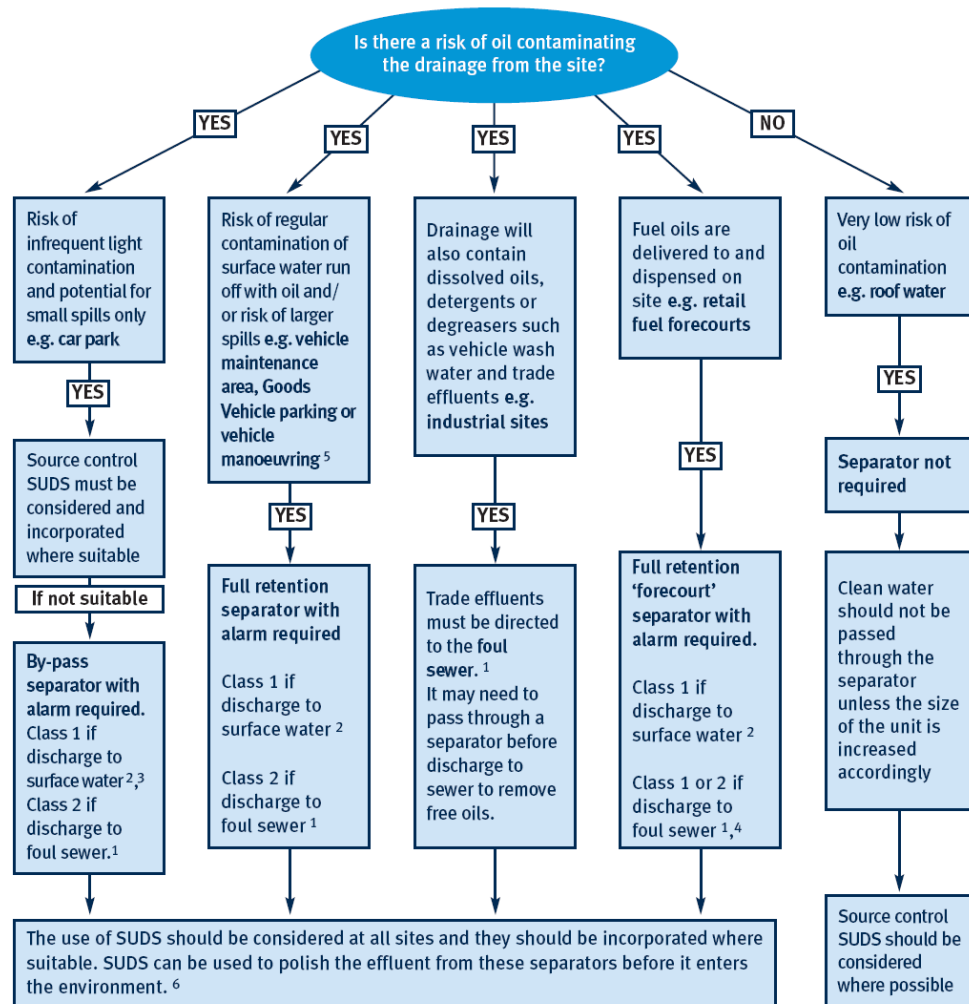 Is there a risk of oil contaminating
the drainage from the site?
YES
YES
YES
YES
NO
Risk of
infrequent light
contamination
and potential for
small spills only
e.g. car park
YES
Source control
SUDS must be
considered and
incorporated
where suitable
If not suitable
By-pass
separator with
alarm required.
Class 1 if
discharge to
surface water 2,3
Class 2 if
discharge to
foul sewer.1
Risk of regular
contamination of
surface water run
off with oil and/
or risk of larger
spills e.g. vehicle
maintenance
area, Goods
Vehicle parking or
vehicle
manoeuvring 5
YES
Full retention
separator with
alarm required
Class 1 if
discharge to
surface water 2
Class 2 if
discharge to
foul sewer 1
Drainage will
also contain
dissolved oils,
detergents or
degreasers such
as vehicle wash
water and trade
effluents e.g.
industrial sites
YES
Trade effluents
must be directed
to the foul
sewer. 1
It may need to
pass through a
separator before
discharge to
sewer to remove
free oils.
Fuel oils are
delivered to and
dispensed on
site e.g. retail
fuel forecourts
YES
Full retention
‘forecourt’
separator with
alarm required.
Class 1 if
discharge to
surface water 2
Class 1 or 2 if
discharge to
foul sewer 1,4
Very low risk of
oil
contamination
e.g. roof water
YES
Separator not
required
Clean water
should not be
passed
through the
separator
unless the size
of the unit is
increased
accordingly
Source control
SUDS should be
considered
where possible
The use of SUDS should be considered at all sites and they should be incorporated where
suitable. SUDS can be used to polish the effluent from these separators before it enters
the environment. 6